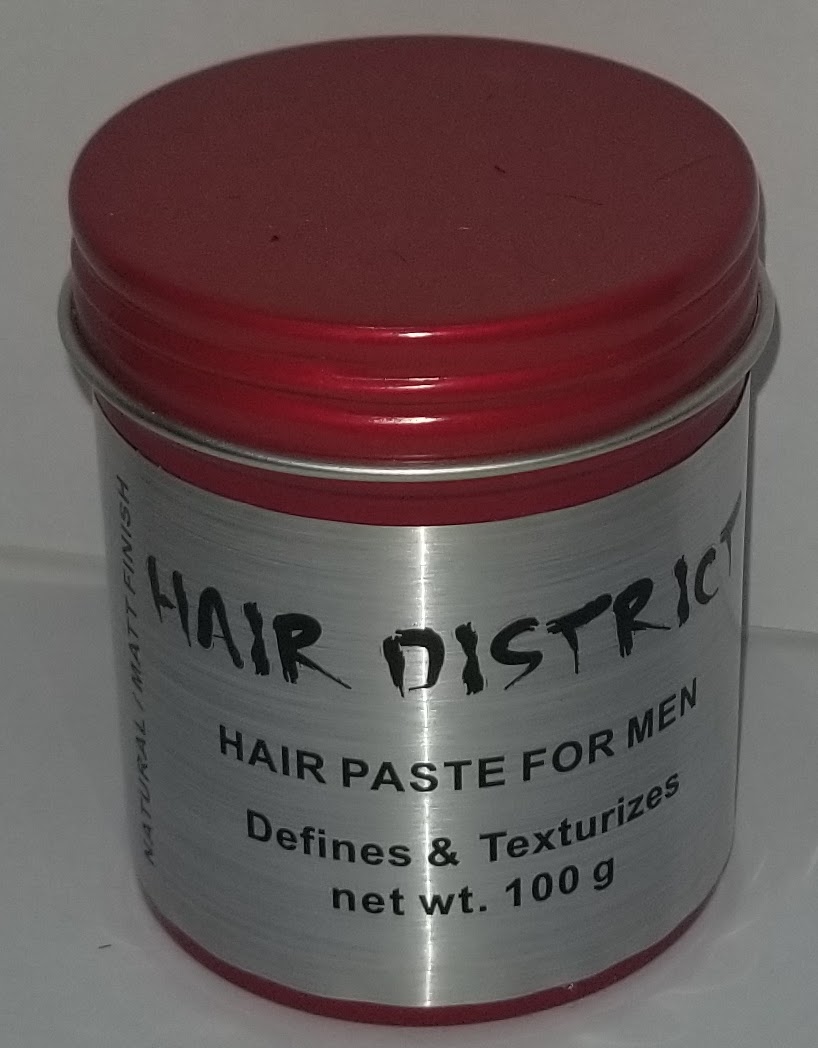 HAIR DISTRICT
HAIR PASTE FOR MEN
Defines & Texturizes
net wt. 100 g
NATURAL / MATT FINISH